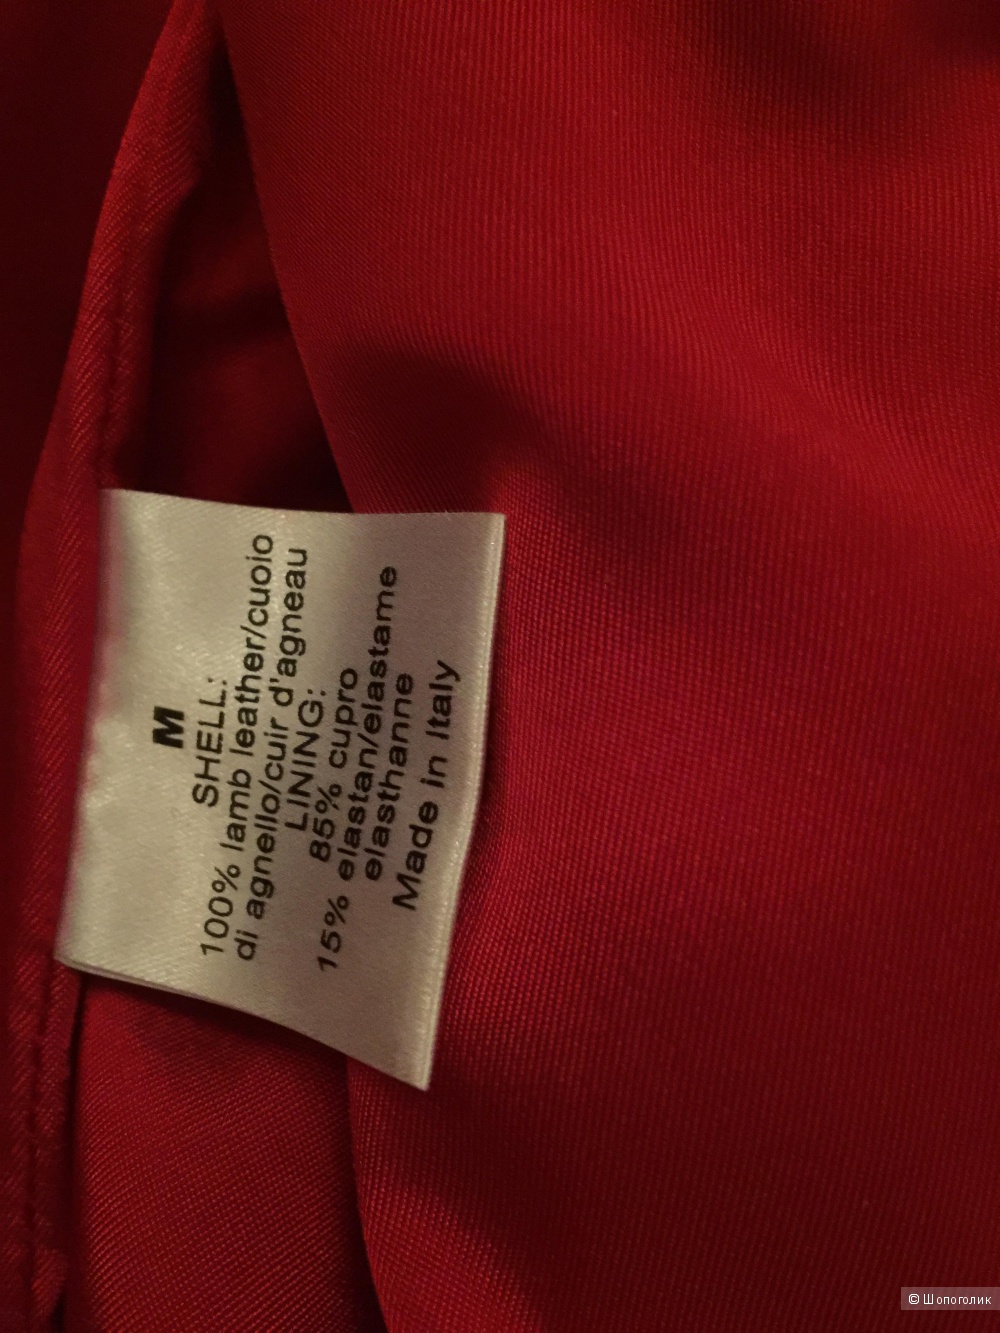 M
SHELL:
100% lamb leather/cuoio
di agnello/cuir d'agneau
LINING:
85% cupro
15% elastan/elastame
elasthanne
Made in Italy
© Шопоголик